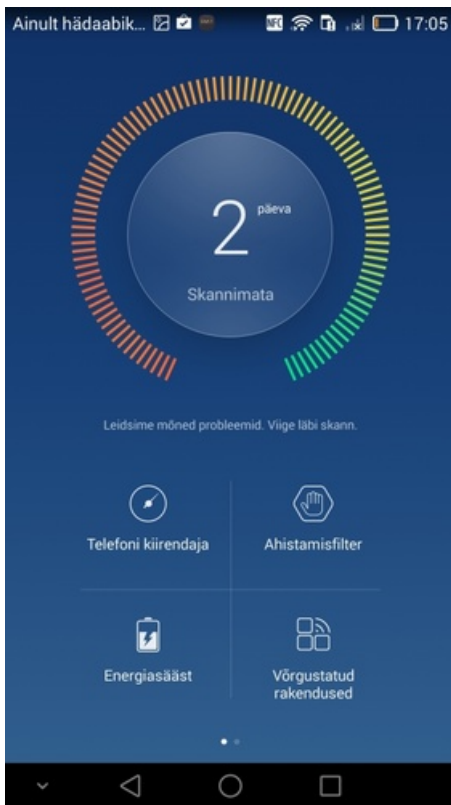 Ainult hädaabik... NFC 17:05
2 päeva
Skannimata
Leidsime mõned probleemid. Viige läbi skann.
Telefoni kiirendaja
Ahistamisfilter
Energiasääst
Võrgustatud
rakendused